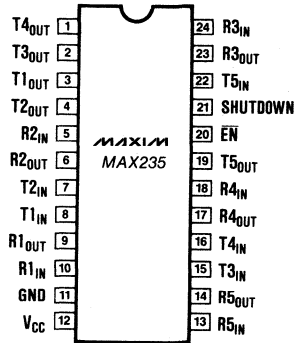 T4OUT 1 24 R3IN
T3OUT 2 23 R3OUT
T1OUT 3 22 T5IN
T2OUT 4 21 SHUTDOWN
R2IN 5 20 E̅N̅
R2OUT 6 19 T5OUT
T2IN 7 18 R4IN
T1IN 8 17 R4OUT
R1OUT 9 16 T4IN
R1IN 10 15 T3IN
GND 11 14 R5OUT
VCC 12 13 R5IN
MAXIM
MAX235